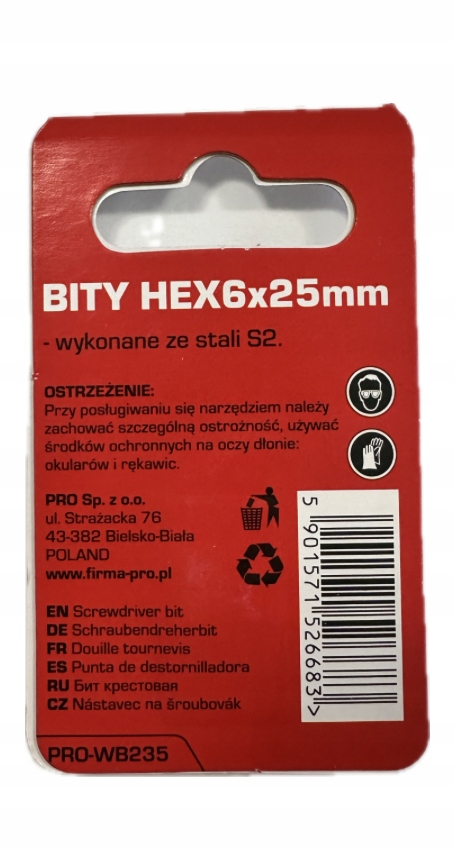 BITY HEX6x25mm
- wykonane ze stali S2.
OSTRZEŻENIE:
Przy posługiwaniu się narzędziem należy
zachować szczególną ostrożność, używać
środków ochronnych na oczy dłonie:
okularów i rękawic.
PRO Sp. z o.o.
ul. Strażacka 76
43-382 Bielsko-Biała
POLAND
www.firma-pro.pl
EN Screwdriver bit
DE Schraubendreherbit
FR Douille tournevis
ES Punta de destornilladora
RU Бит крестовая
CZ Nástavec na šroubovák
5 901571 526683 >
PRO-WB235